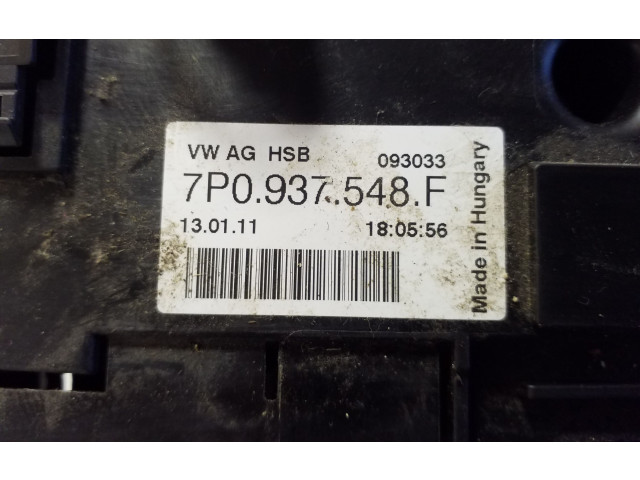 VW AG HSB 093033
7P0.937.548.F
13.01.11 18:05:56
Made in Hungary